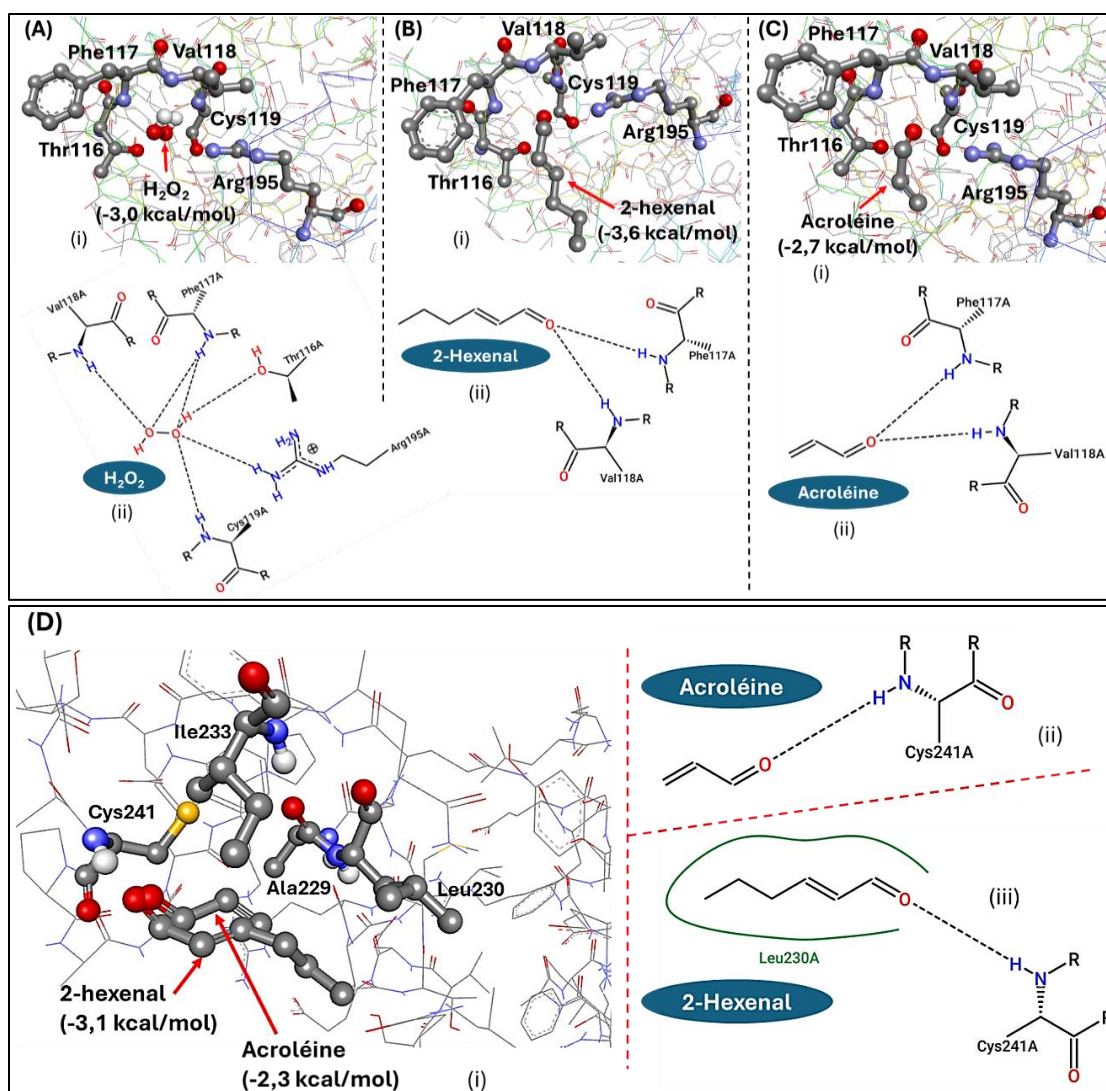 (A)
Phe117
Val118
Cys119
Thr116
Arg195
H₂O₂
(-3,0 kcal/mol)
(i)
Val118A
Phe117A
Thr116A
Arg195A
Cys119A
R
O
R
N
H
R
O
N
R
H
H
O
H
O
O
H
H₂N
⊕
NH
H
N
H
H
N
R
O
R
H₂O₂
(ii)
(B)
Val118
Phe117
Cys119
Arg195
Thr116
2-hexenal
(-3,6 kcal/mol)
(i)
O
2-Hexenal
(ii)
O
R
H
N
R
Phe117A
H
N
R
R
O
Val118A
(C)
Phe117
Val118
Cys119
Thr116
Arg195
Acroléine
(-2,7 kcal/mol)
(i)
R
O
Phe117A
N
R
H
O
H
N
R
Val118A
R
O
Acroléine
(ii)
(D)
Ile233
Cys241
Ala229
Leu230
2-hexenal
(-3,1 kcal/mol)
Acroléine
(-2,3 kcal/mol)
(i)
Acroléine
R
R
H
N
O
Cys241A
(ii)
O
O
Leu230A
(iii)
2-Hexenal
H
N
R
Cys241A
R
O